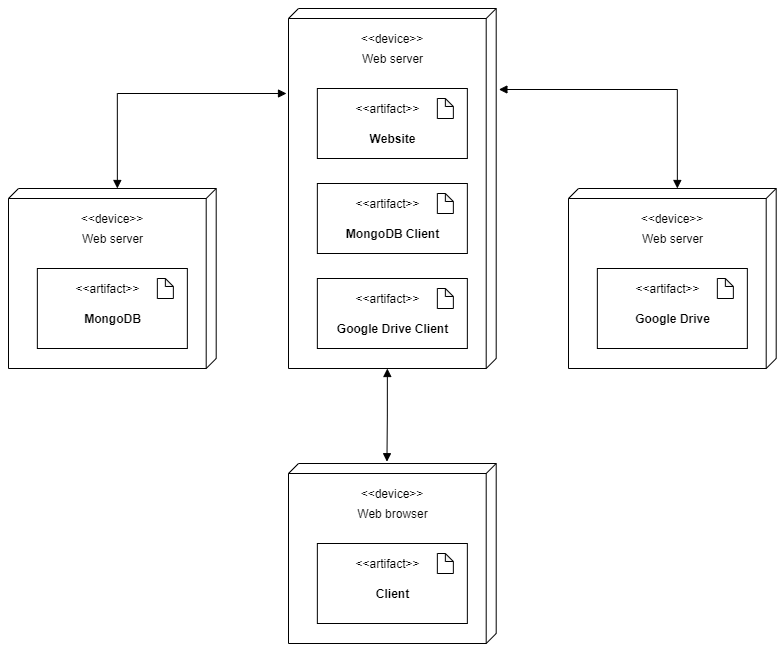 <<device>>
Web server
<<artifact>>
Website
<<artifact>>
MongoDB Client
<<artifact>>
Google Drive Client
<<device>>
Web server
<<artifact>>
MongoDB
<<device>>
Web server
<<artifact>>
Google Drive
<<device>>
Web browser
<<artifact>>
Client